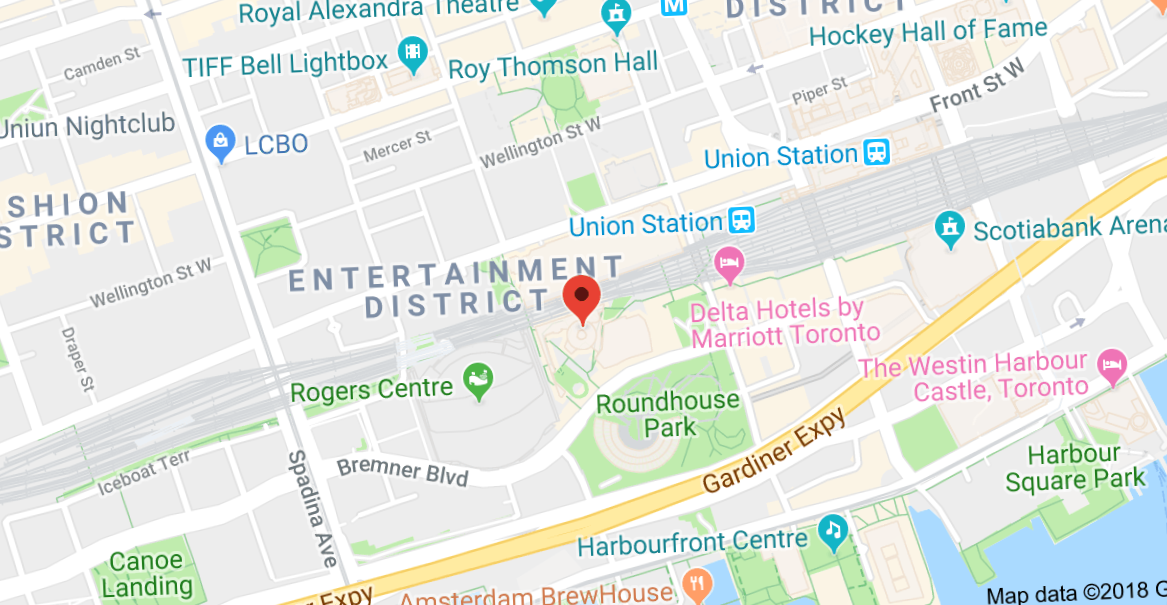 Royal Alexandra Theatre
M
DISTRICT
Hockey Hall of Fame
Camden St
TIFF Bell Lightbox
Roy Thomson Hall
Piper St
Front St W
Uniun Nightclub
LCBO
Mercer St
Wellington St W
Union Station
SHION
STRICT
Union Station
Scotiabank Arena
ENTERTAINMENT
DISTRICT
Wellington St W
Delta Hotels by
Marriott Toronto
Draper St
The Westin Harbour
Castle, Toronto
Rogers Centre
Roundhouse
Park
Gardiner Expy
Iceboat Terr
Bremner Blvd
Spadina Ave
Harbour
Square Park
Canoe
Landing
Harbourfront Centre
Expy
Amsterdam BrewHouse
Map data ©2018 G